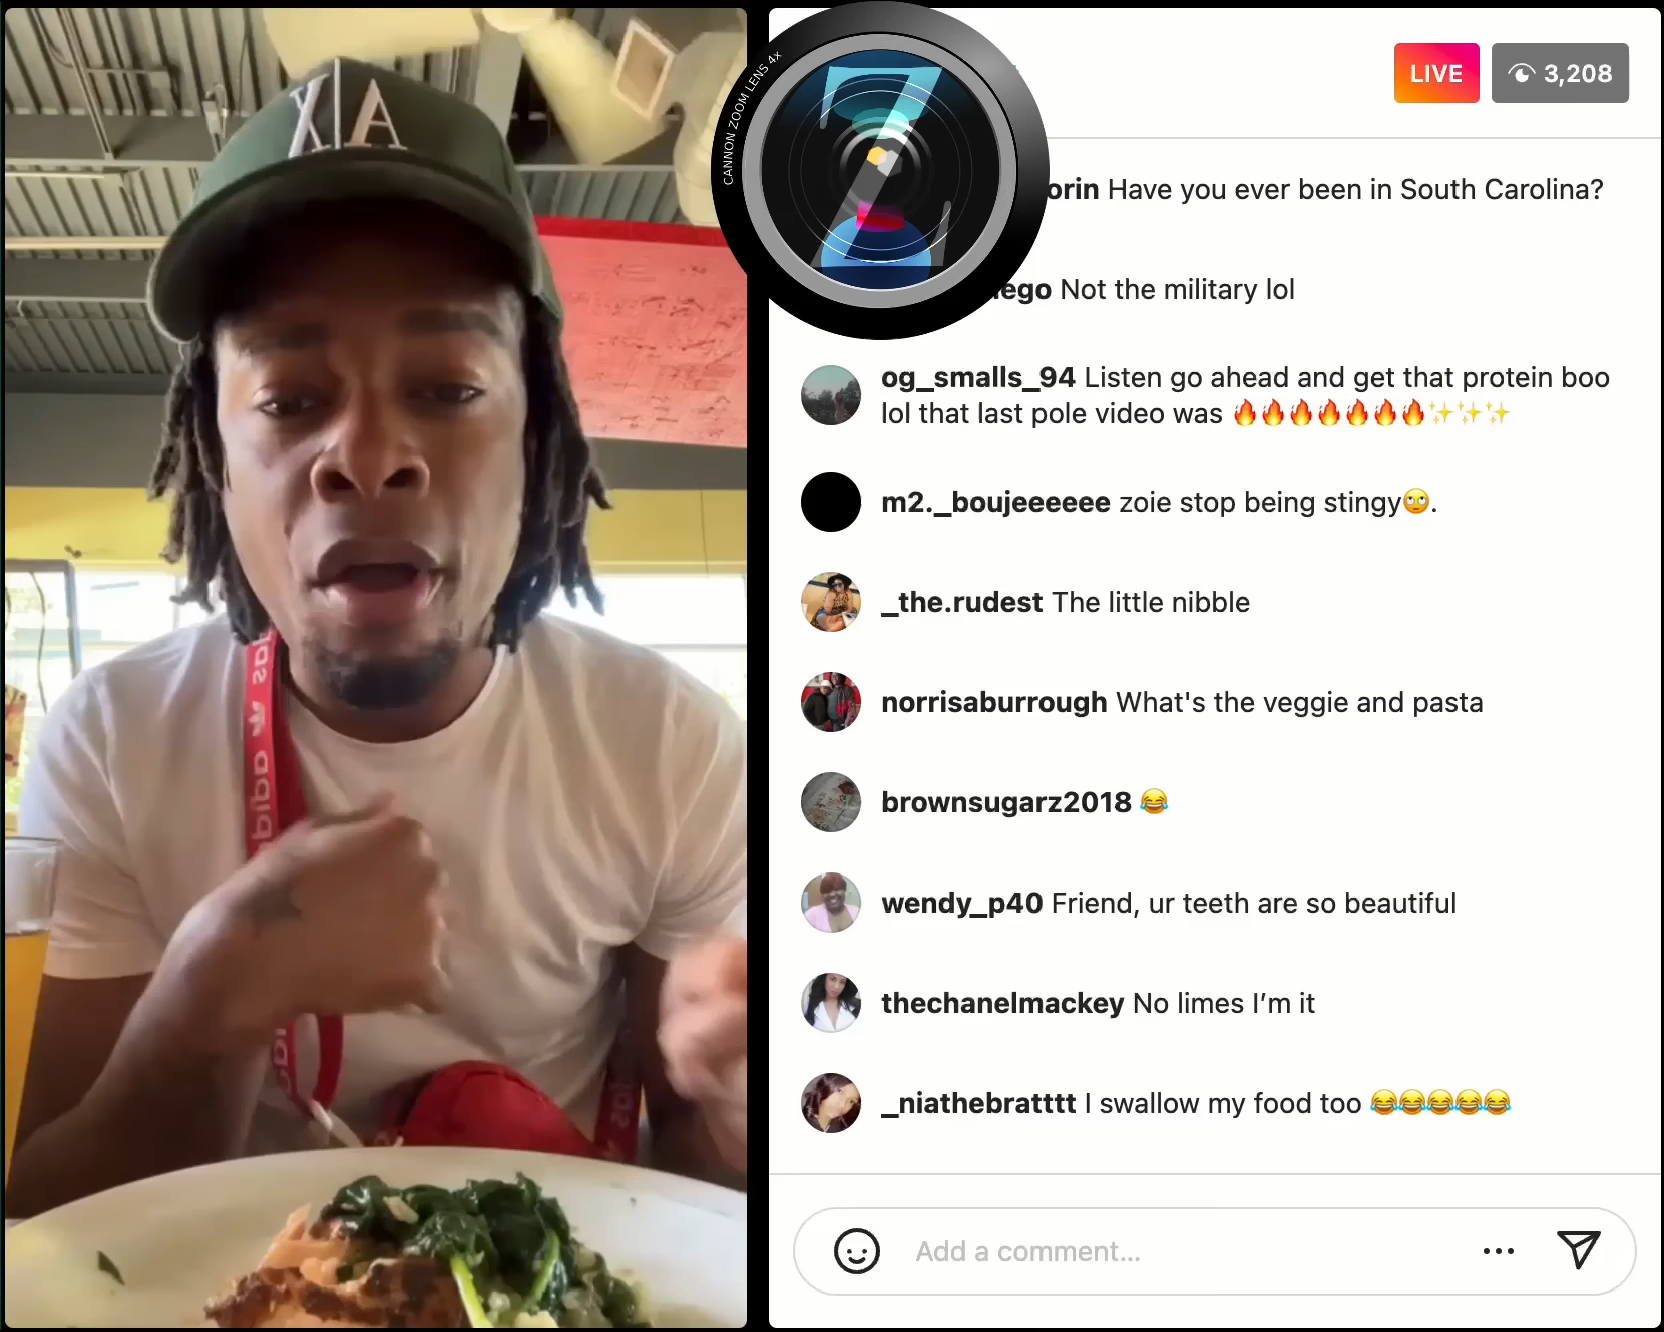 XIA
CANNON ZOOM LENS 4x
Z
LIVE
3,208
orin Have you ever been in South Carolina?
ego Not the military lol
og_smalls_94 Listen go ahead and get that protein boo
lol that last pole video was 🔥🔥🔥🔥🔥🔥🔥✨✨✨
m2._boujeeeeee zoie stop being stingy🙄.
_the.rudest The little nibble
norrisaburrough What's the veggie and pasta
brownsugarz2018 😂
wendy_p40 Friend, ur teeth are so beautiful
thechanelmackey No limes I’m it
_niathebratttt I swallow my food too 😂😂😂😂😂
Add a comment...